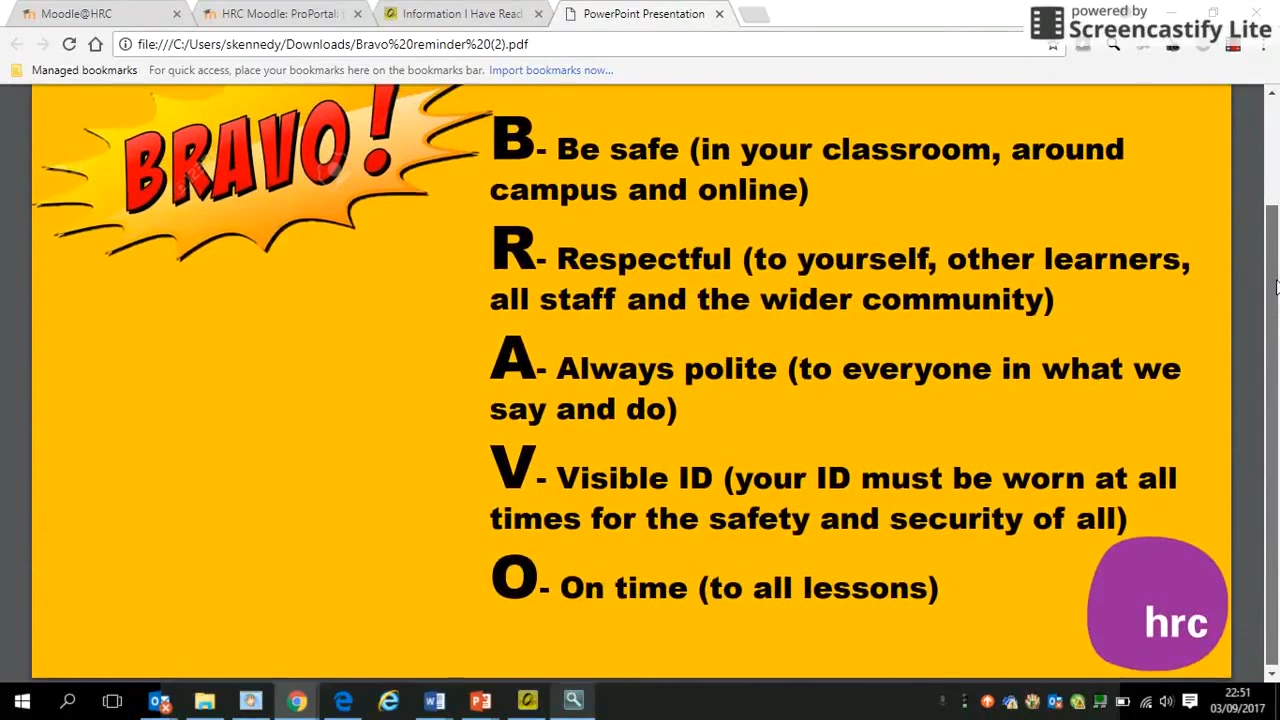 Moodle@HRC
HRC Moodle: ProPortal:
Information I Have Read
PowerPoint Presentation
powered by
Screencastify Lite
file:///C:/Users/skennedy/Downloads/Bravo%20Reminder%20(2).pdf
Managed bookmarks For quick access, place your bookmarks here on the bookmarks bar. Import bookmarks now...
BRAVO!
B- Be safe (in your classroom, around
campus and online)
R- Respectful (to yourself, other learners,
all staff and the wider community)
A- Always polite (to everyone in what we
say and do)
V- Visible ID (your ID must be worn at all
times for the safety and security of all)
O- On time (to all lessons)
hrc
22:51
03/09/2017